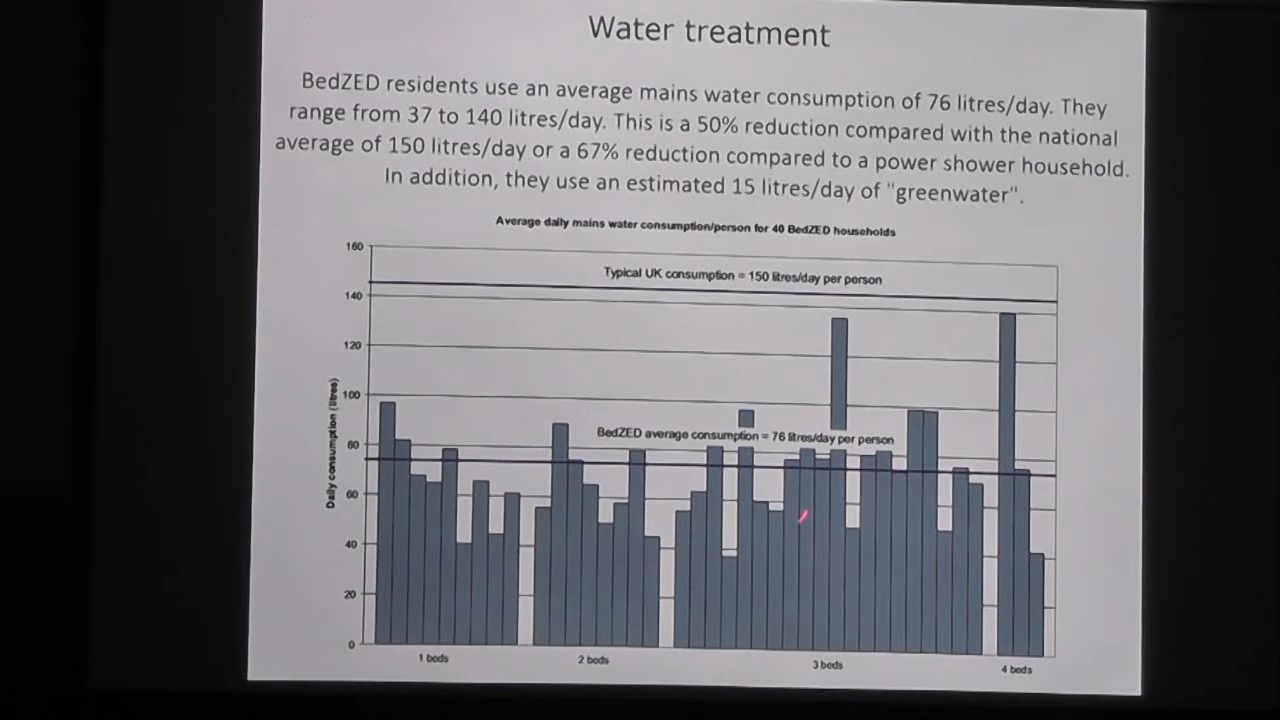 Water treatment
BedZED residents use an average mains water consumption of 76 litres/day. They
range from 37 to 140 litres/day. This is a 50% reduction compared with the national
average of 150 litres/day or a 67% reduction compared to a power shower household.
In addition, they use an estimated 15 litres/day of "greenwater".
Average daily mains water consumption/person for 40 BedZED households
Daily consumption (litres)
160
140
120
100
80
60
40
20
0
Typical UK consumption = 150 litres/day per person
BedZED average consumption = 76 litres/day per person
1 beds
2 beds
3 beds
4 beds